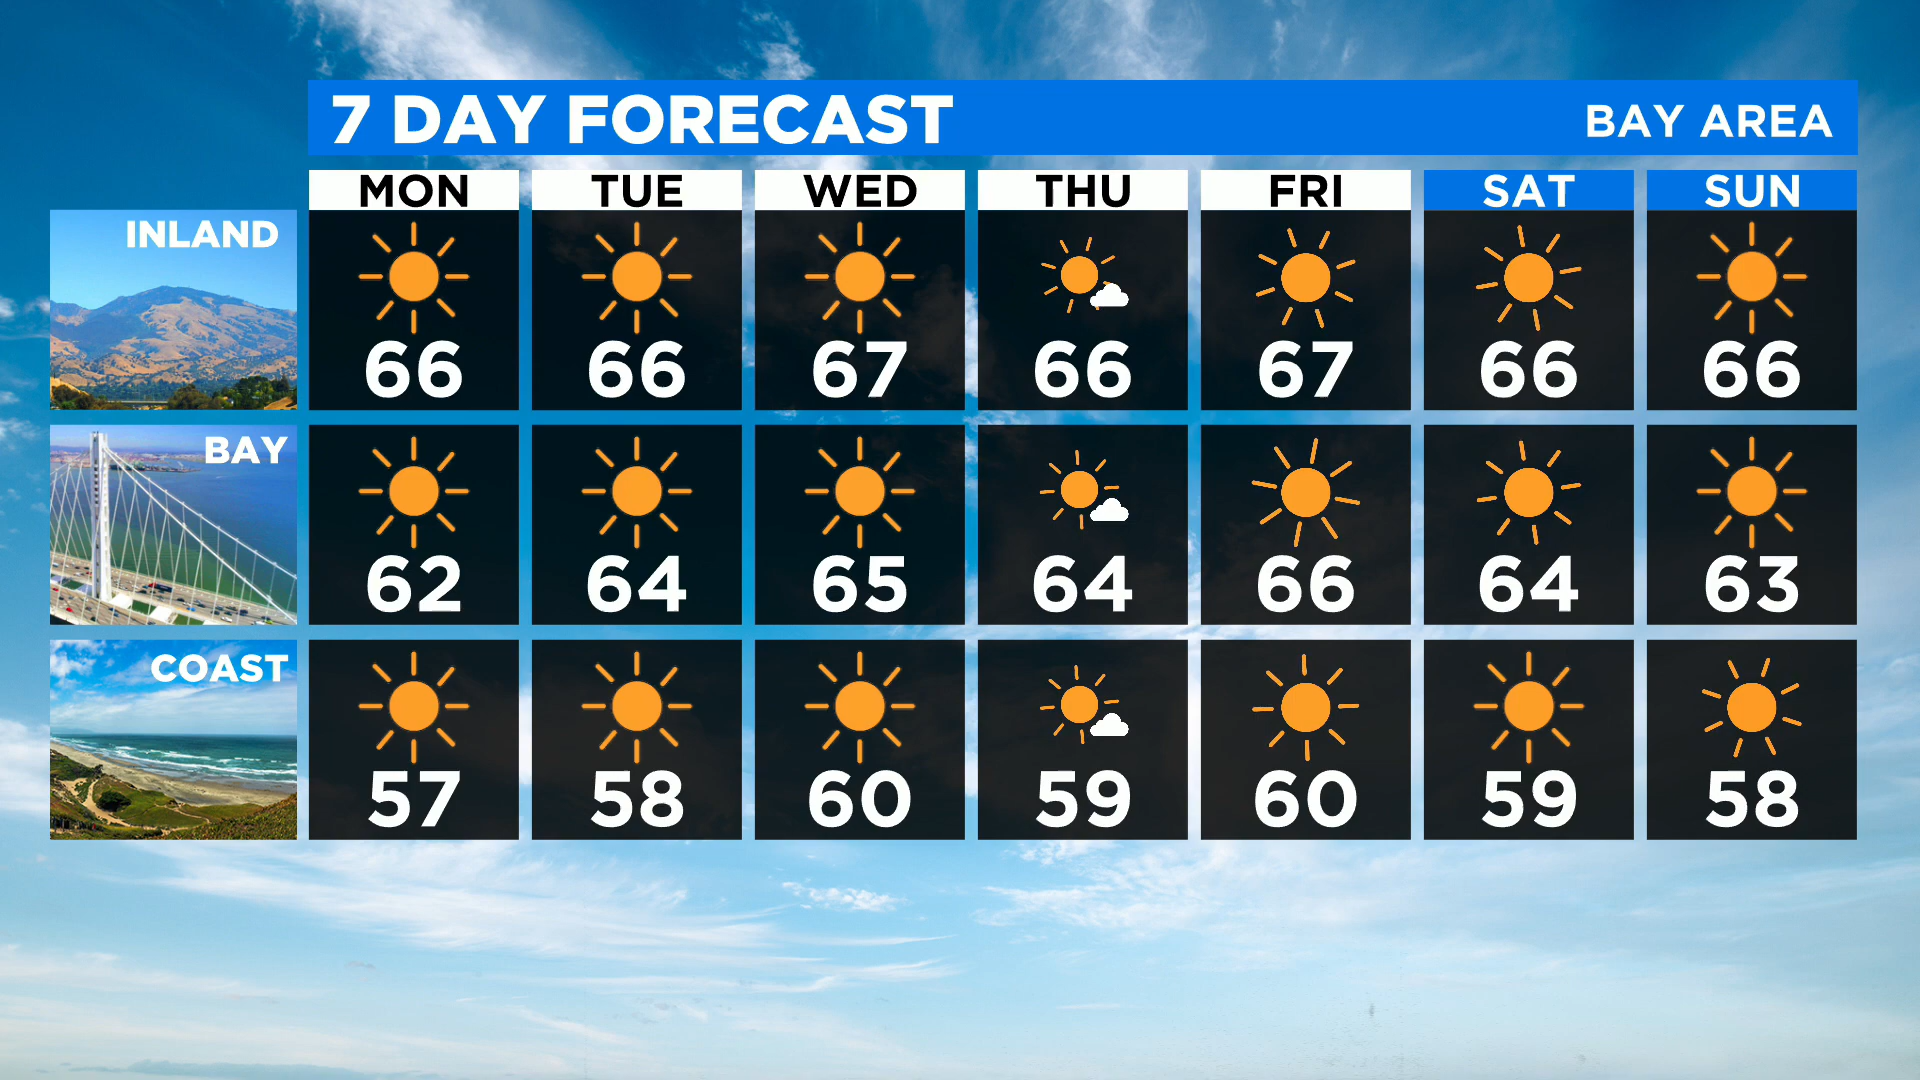 7 DAY FORECAST BAY AREA
MON TUE WED THU FRI SAT SUN
INLAND
66 66 67 66 67 66 66
BAY
62 64 65 64 66 64 63
COAST
57 58 60 59 60 59 58